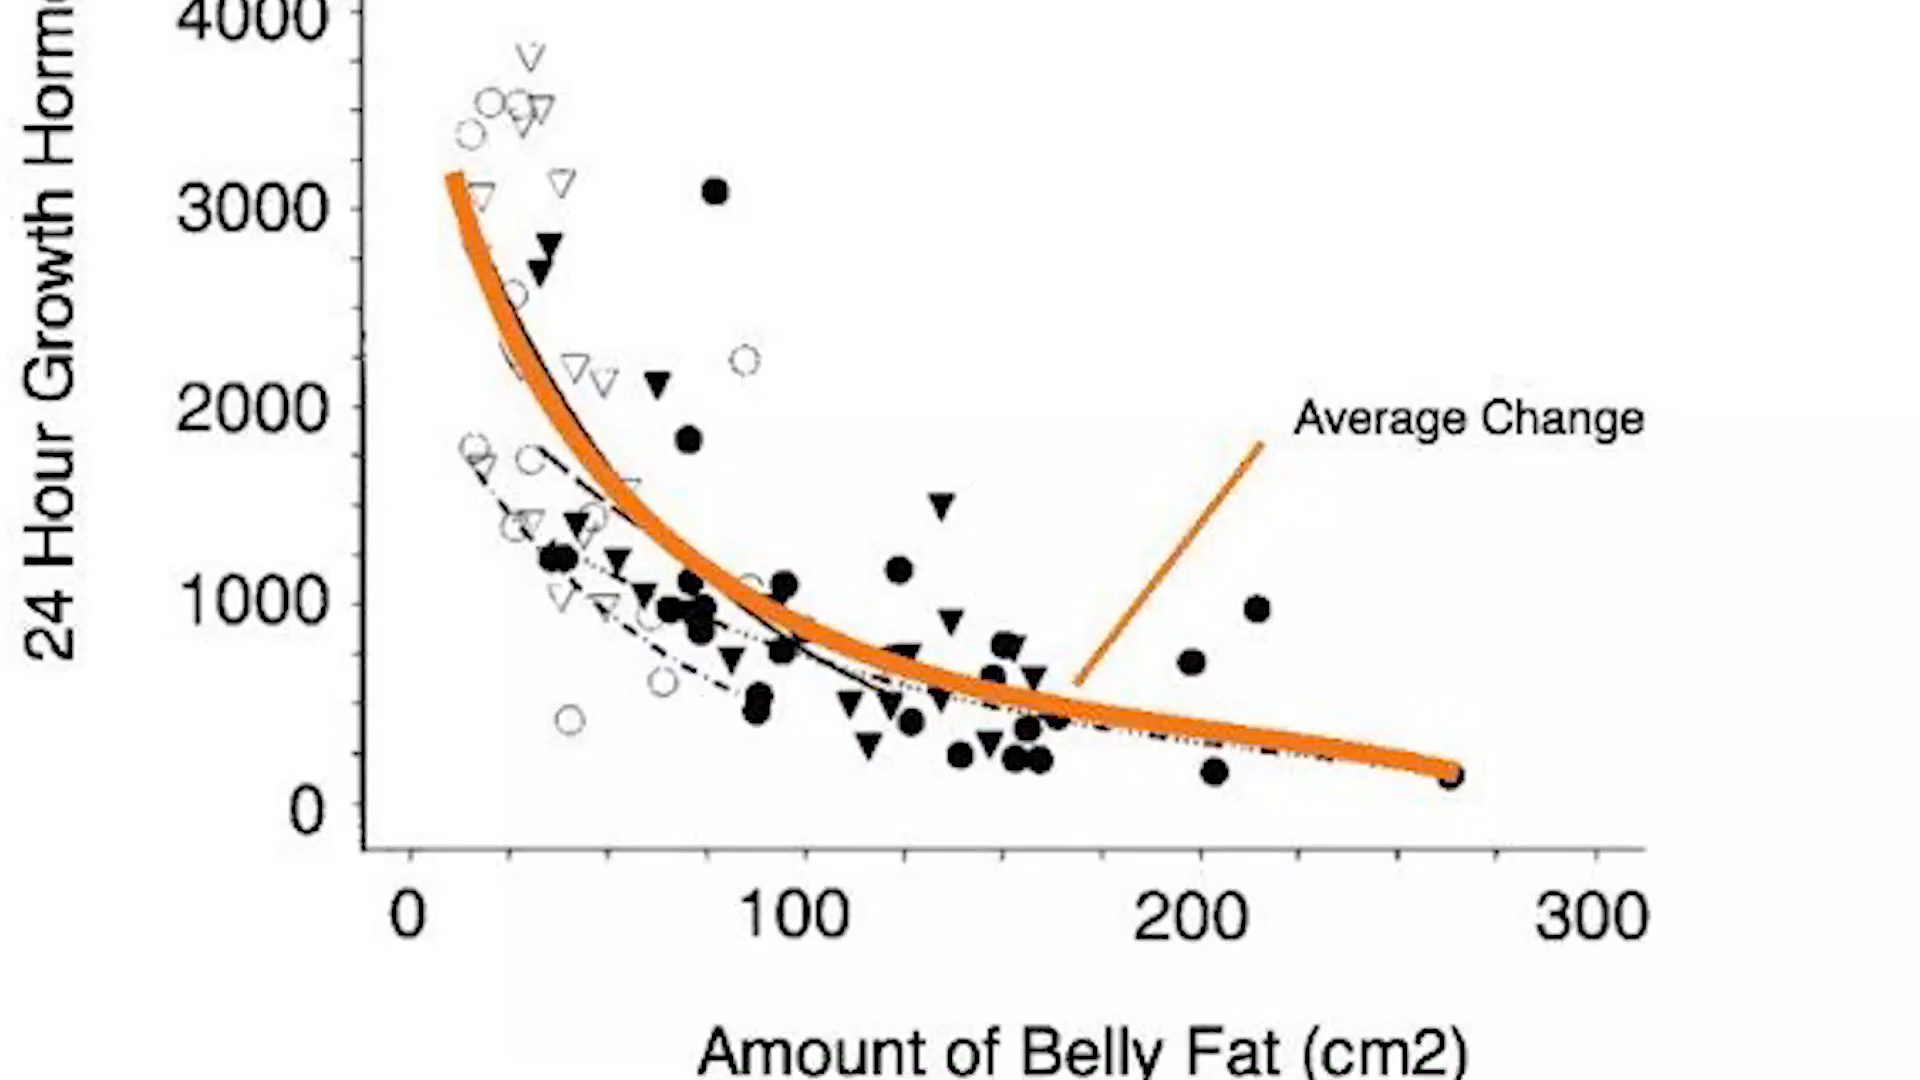 4000
3000
2000
1000
0
24 Hour Growth
Average Change
0 100 200 300
Amount of Belly Fat (cm2)